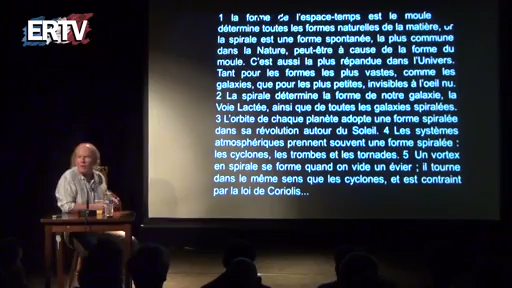 ERTV
1 la forme de l'espace-temps est le moule
détermine toutes les formes naturelles de la matière, or
la spirale est une forme spontanée, la plus commune
dans la Nature, peut-être à cause de la forme du
moule. C'est aussi la plus répandue dans l'Univers.
Tant pour les formes les plus vastes, comme les
galaxies, que pour les plus petites, invisibles à l'oeil nu.
2 La spirale détermine la forme de notre galaxie, la
Voie Lactée, ainsi que de toutes les galaxies spiralées.
3 L'orbite de chaque planète adopte une forme spiralée
dans sa révolution autour du Soleil. 4 Les systèmes
atmosphériques prennent souvent une forme spiralée :
les cyclones, les trombes et les tornades. 5 Un vortex
en spirale se forme quand on vide un évier ; il tourne
dans le même sens que les cyclones, et est contraint
par la loi de Coriolis...